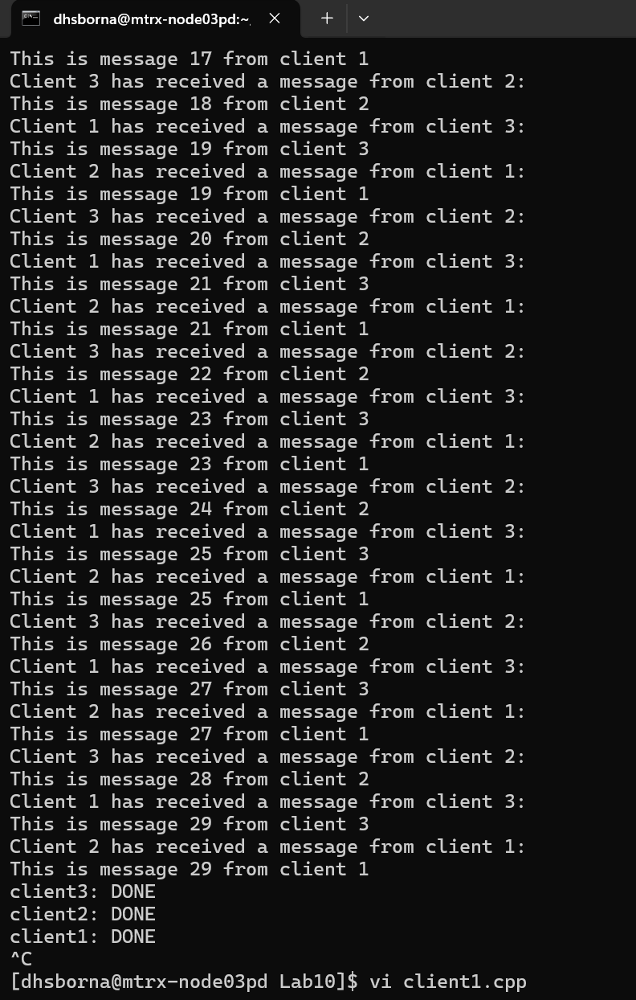 dhsborna@mtrx-node03pd:~
This is message 17 from client 1
Client 3 has received a message from client 2:
This is message 18 from client 2
Client 1 has received a message from client 3:
This is message 19 from client 3
Client 2 has received a message from client 1:
This is message 19 from client 1
Client 3 has received a message from client 2:
This is message 20 from client 2
Client 1 has received a message from client 3:
This is message 21 from client 3
Client 2 has received a message from client 1:
This is message 21 from client 1
Client 3 has received a message from client 2:
This is message 22 from client 2
Client 1 has received a message from client 3:
This is message 23 from client 3
Client 2 has received a message from client 1:
This is message 23 from client 1
Client 3 has received a message from client 2:
This is message 24 from client 2
Client 1 has received a message from client 3:
This is message 25 from client 3
Client 2 has received a message from client 1:
This is message 25 from client 1
Client 3 has received a message from client 2:
This is message 26 from client 2
Client 1 has received a message from client 3:
This is message 27 from client 3
Client 2 has received a message from client 1:
This is message 27 from client 1
Client 3 has received a message from client 2:
This is message 28 from client 2
Client 1 has received a message from client 3:
This is message 29 from client 3
Client 2 has received a message from client 1:
This is message 29 from client 1
client3: DONE
client2: DONE
client1: DONE
^C
[dhsborna@mtrx-node03pd Lab10]$ vi client1.cpp